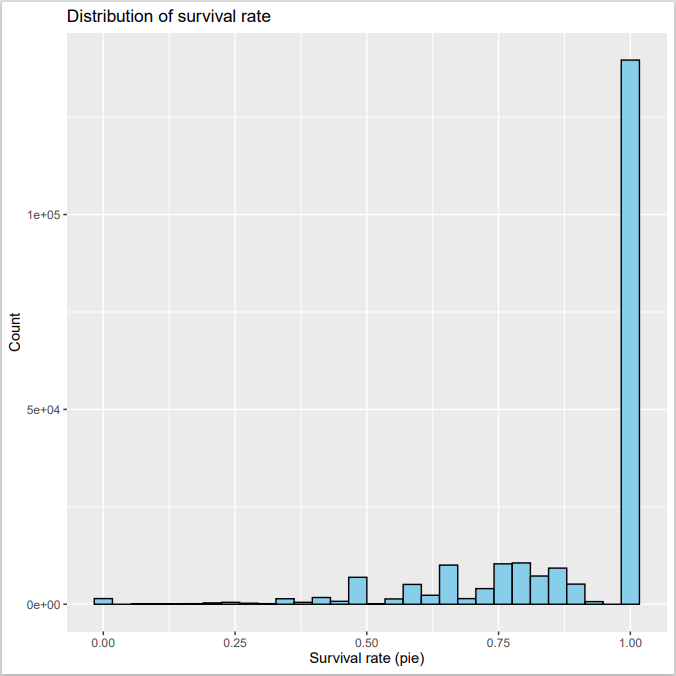 Distribution of survival rate
1e+05
5e+04
0e+00
Count
0.00 0.25 0.50 0.75 1.00
Survival rate (pie)